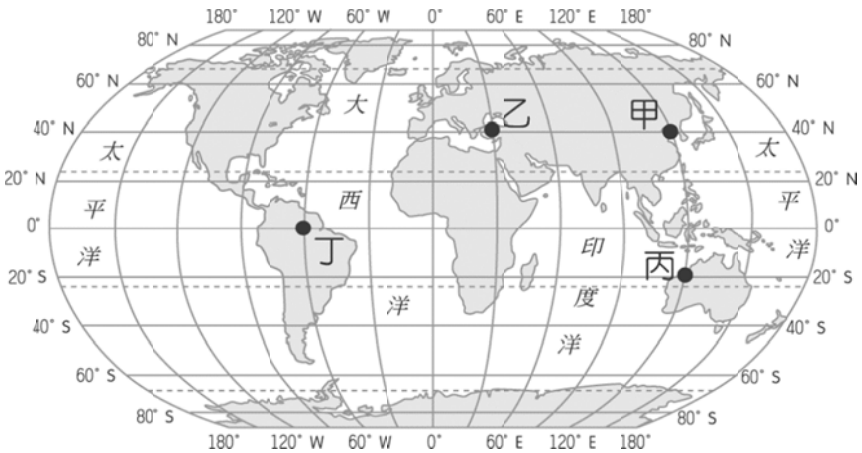 180° 120° W 60° W 0° 60° E 120° E 180°
80° N 80° N
60° N 60° N
大 乙 甲
40° N 40° N
太 太
20° N 20° N
平 西 平
0° 0°
丁 印
洋 丙 洋
20° S 20° S
洋 度
40° S 40° S
洋
60° S 60° S
80° S 80° S
180° 120° W 60° W 0° 60° E 120° E 180°